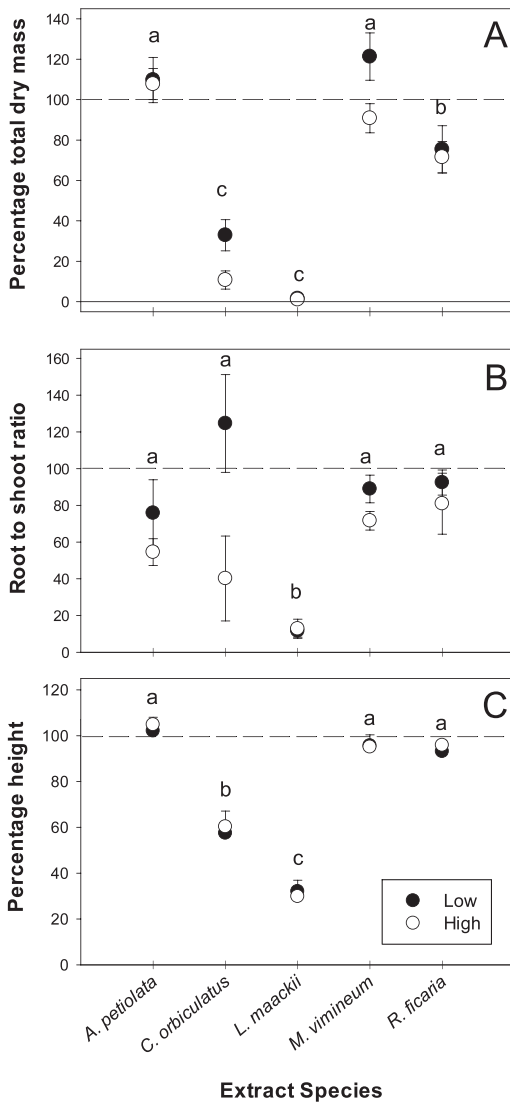 Percentage total dry mass
140
120
100
80
60
40
20
0
A
a
c
c
a
b
Root to shoot ratio
160
140
120
100
80
60
40
20
0
B
a
a
b
a
a
Percentage height
120
100
80
60
40
20
0
C
a
b
c
a
a
Low
High
A. petiolata
C. orbiculatus
L. maackii
M. vimineum
R. ficaria
Extract Species